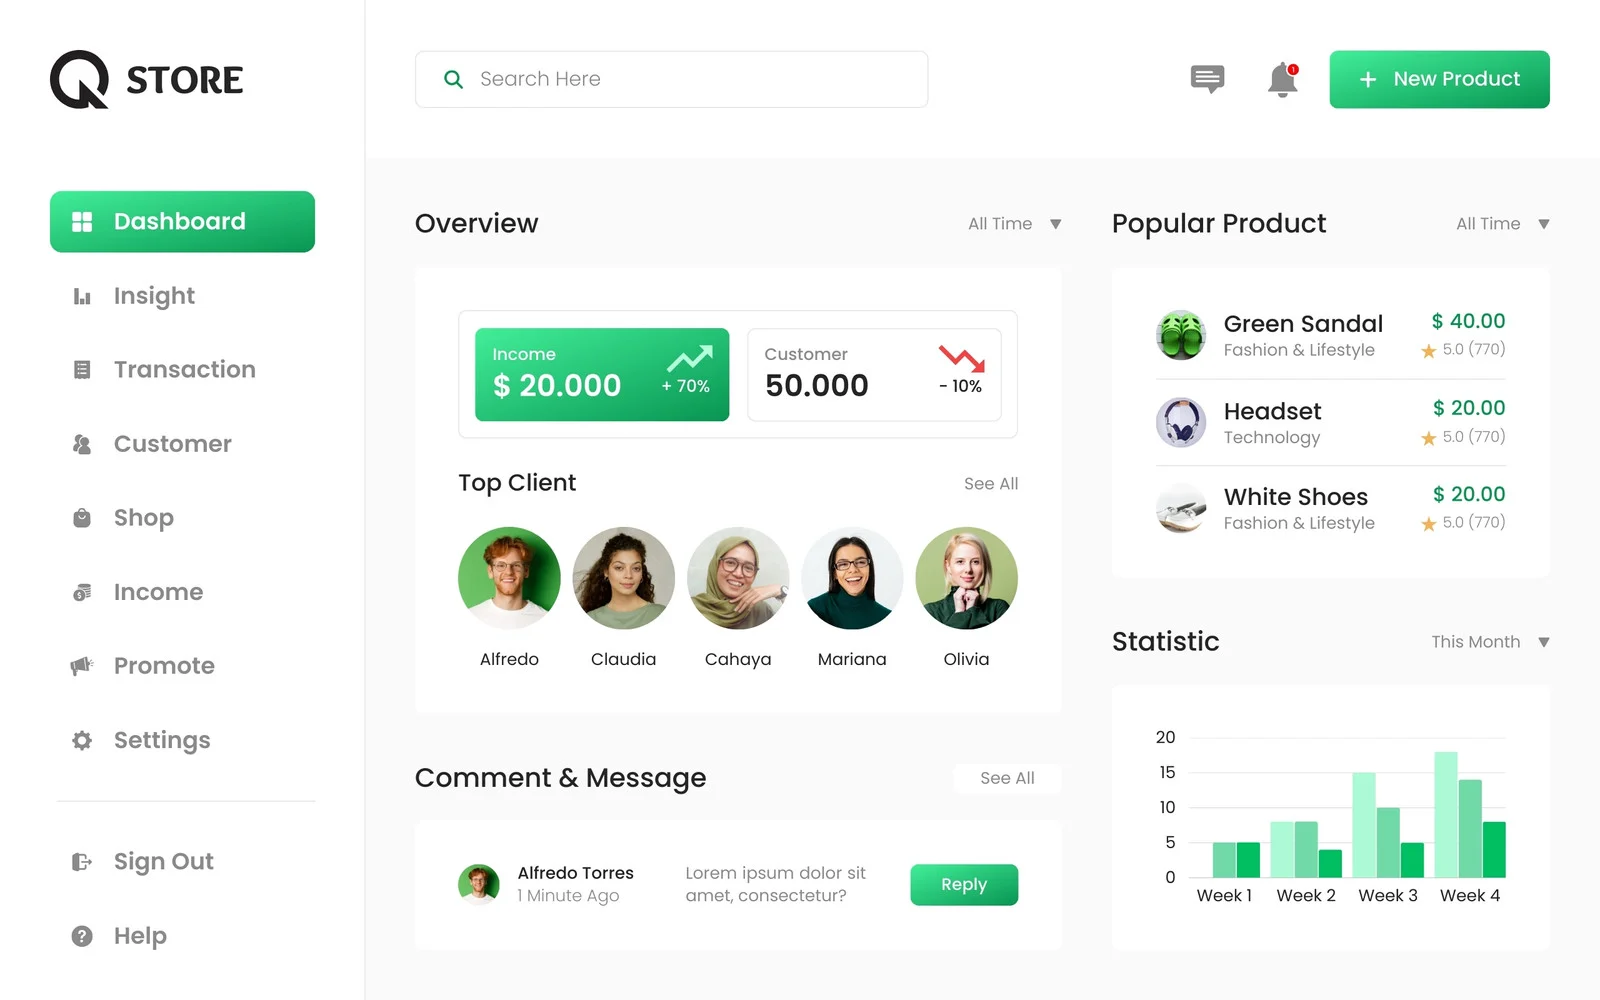 STORE
Search Here
1
+ New Product
Dashboard
Insight
Transaction
Customer
Shop
Income
Promote
Settings
Sign Out
? Help
Overview
All Time ▼
Income
$ 20.000
+ 70%
Customer
50.000
- 10%
Top Client
See All
Alfredo
Claudia
Cahaya
Mariana
Olivia
Comment & Message
See All
Alfredo Torres
1 Minute Ago
Lorem ipsum dolor sit
amet, consectetur?
Reply
Popular Product
All Time ▼
Green Sandal
$ 40.00
Fashion & Lifestyle
5.0 (770)
Headset
$ 20.00
Technology
5.0 (770)
White Shoes
$ 20.00
Fashion & Lifestyle
5.0 (770)
Statistic
This Month ▼
20
15
10
5
0
Week 1 Week 2 Week 3 Week 4